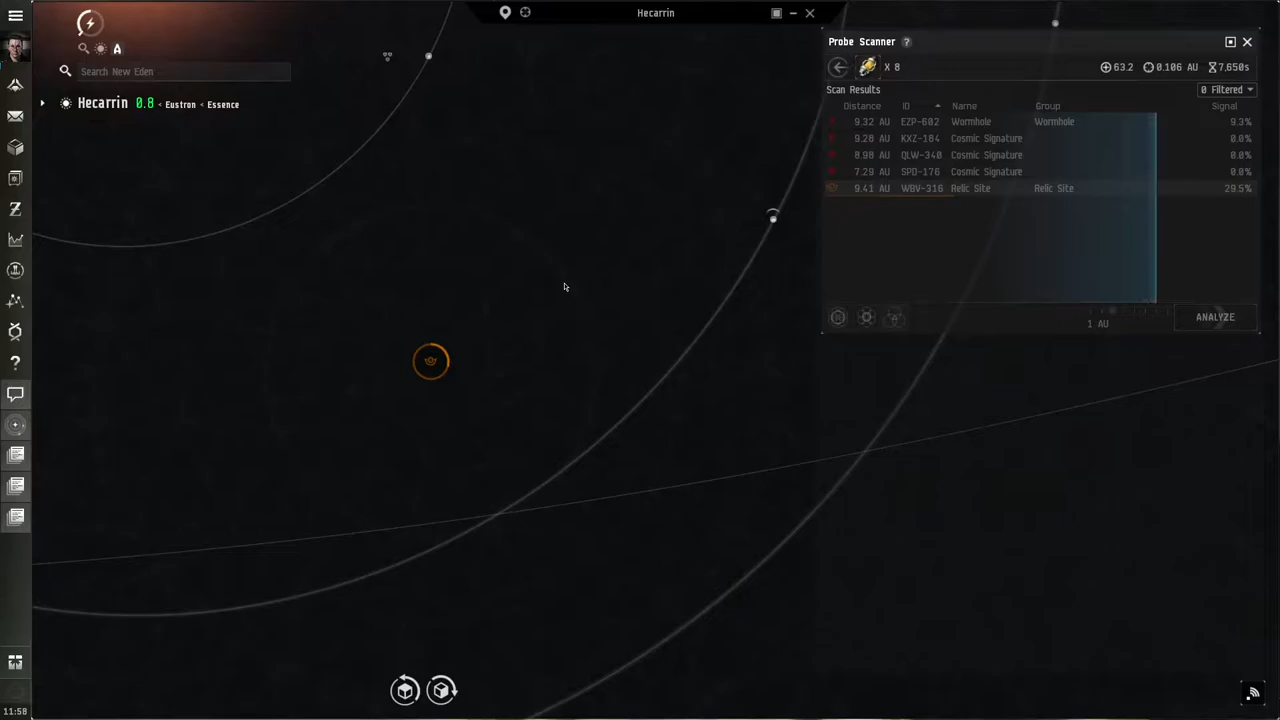 Hecarrin
A
Search New Eden
Hecarrin 0.8 < Eustron < Essence
Probe Scanner ?
X 8 63.2 0.106 AU 7.650s
Scan Results 0 Filtered
Distance ID Name Group Signal
9.32 AU EZP-602 Wormhole Wormhole 9.3%
9.28 AU KXZ-184 Cosmic Signature 0.0%
8.98 AU QLW-340 Cosmic Signature 0.0%
7.29 AU SPD-176 Cosmic Signature 0.0%
9.41 AU WBV-316 Relic Site Relic Site 29.5%
1 AU ANALYZE
11:58